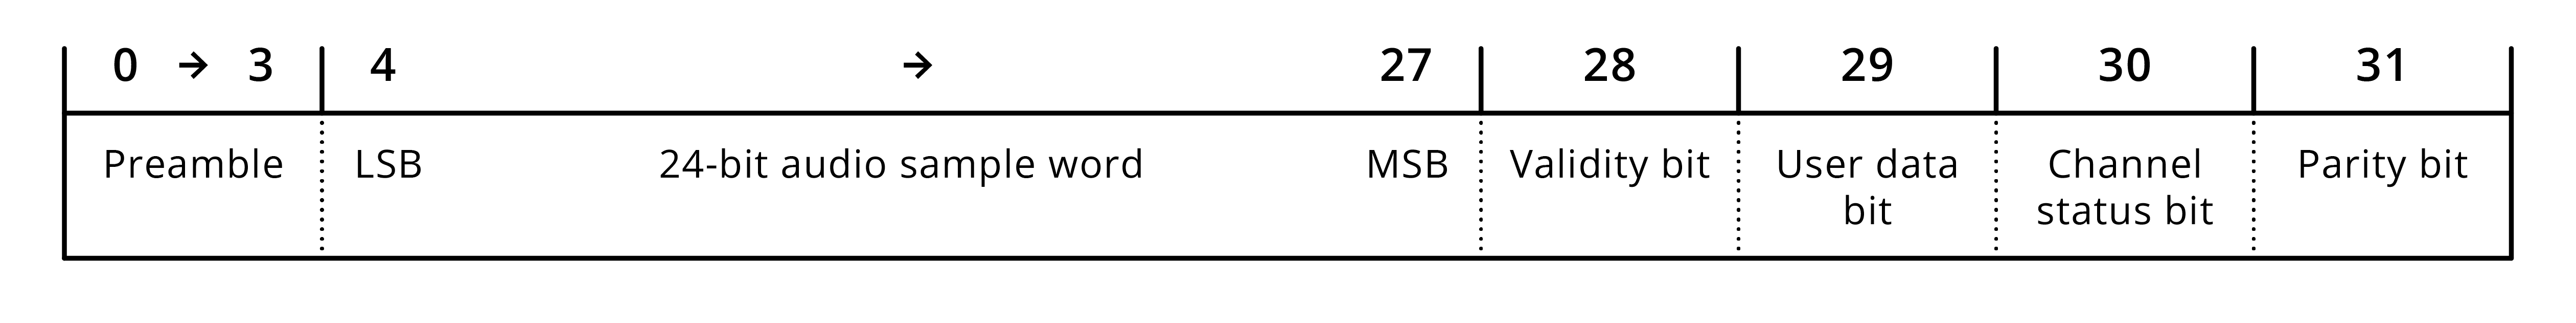 0 → 3 4 → 27 28 29 30 31
Preamble LSB 24-bit audio sample word MSB Validity bit User data bit Channel status bit Parity bit